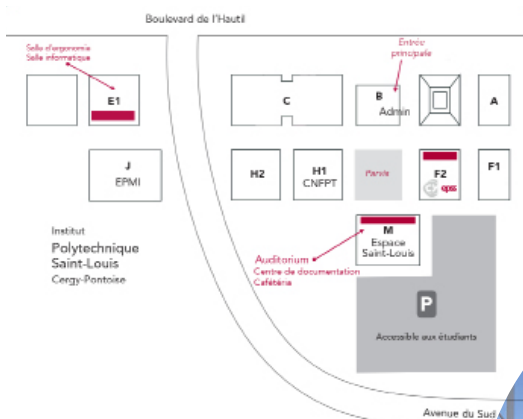 Boulevard de l'Hautil
Salle d'ergonomie
Salle informatique
Entrée
principale
E1
C
B
Admin
A
J
EPMI
H2
H1
CNFPT
Parvis
F2
epss
F1
M
Espace
Saint-Louis
Auditorium
Centre de documentation
Cafétéria
Institut
Polytechnique
Saint-Louis
Cergy-Pontoise
P
Accessible aux étudiants
Avenue du Sud